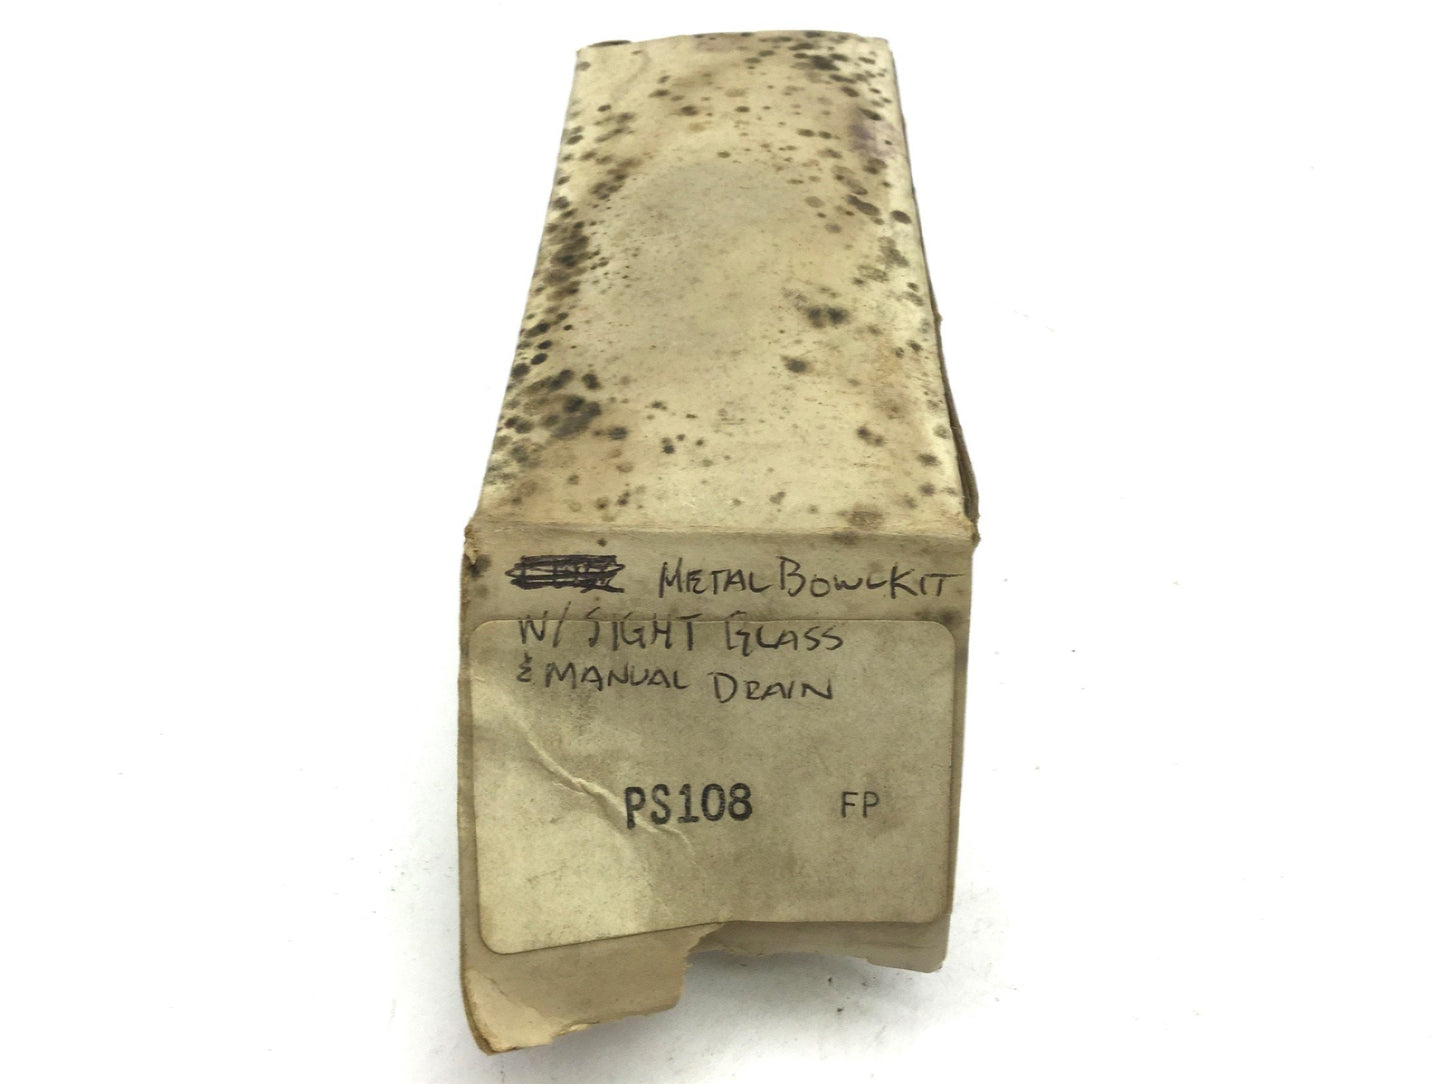 METAL BOWL KIT
W/ SIGHT GLASS
& MANUAL DRAIN
PS108 FP